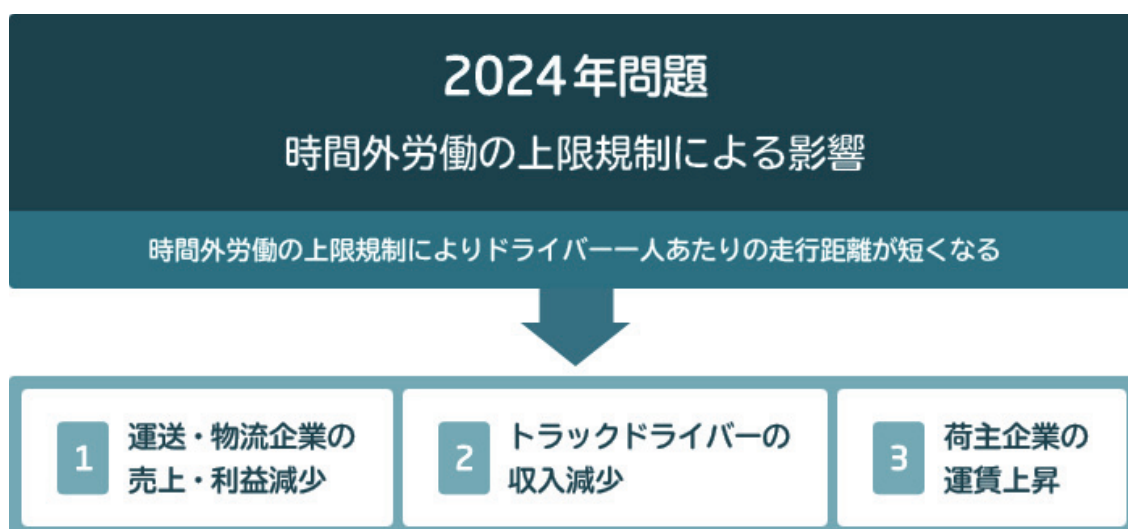 2024年問題
時間外労働の上限規制による影響
時間外労働の上限規制によりドライバー一人あたりの走行距離が短くなる
1
運送・物流企業の
売上・利益減少
2
トラックドライバーの
収入減少
3
荷主企業の
運賃上昇